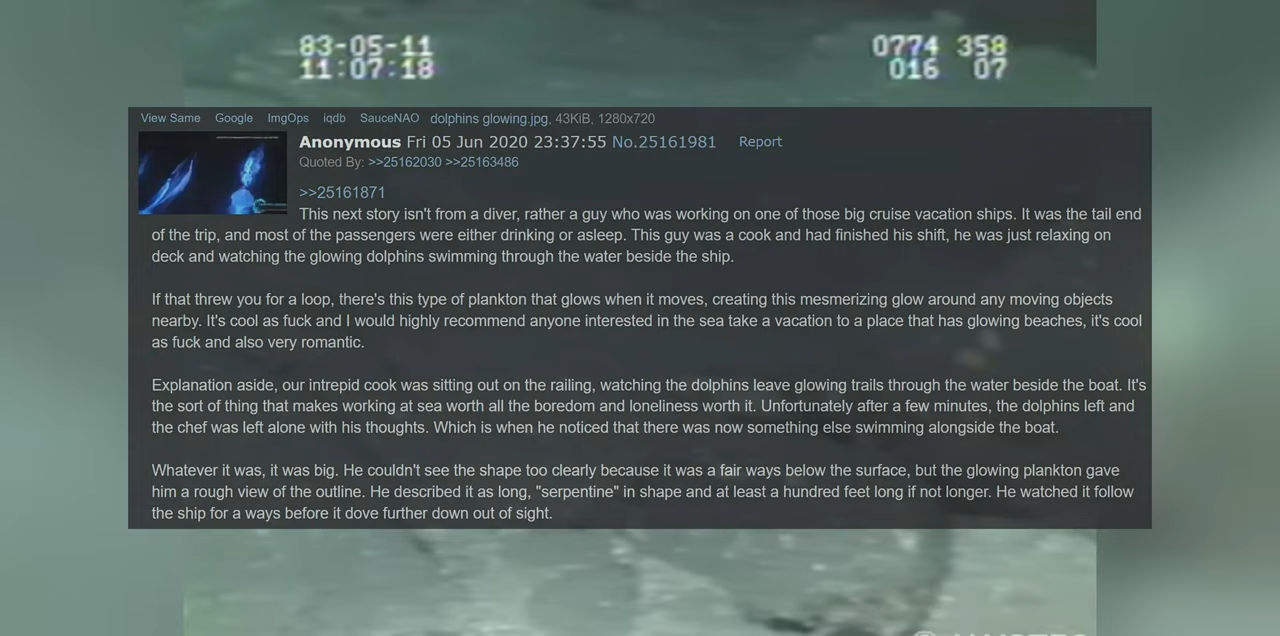 83-05-11
11:07:18
0774 358
016 07
View Same Google ImgOps iqdb SauceNAO dolphins glowing.jpg, 43KiB, 1280x720
Anonymous Fri 05 Jun 2020 23:37:55 No.25161981 Report
Quoted By: >>25162030 >>25163486
>>25161871
This next story isn't from a diver, rather a guy who was working on one of those big cruise vacation ships. It was the tail end
of the trip, and most of the passengers were either drinking or asleep. This guy was a cook and had finished his shift, he was just relaxing on
deck and watching the glowing dolphins swimming through the water beside the ship.
If that threw you for a loop, there's this type of plankton that glows when it moves, creating this mesmerizing glow around any moving objects
nearby. It's cool as fuck and I would highly recommend anyone interested in the sea take a vacation to a place that has glowing beaches, it's cool
as fuck and also very romantic.
Explanation aside, our intrepid cook was sitting out on the railing, watching the dolphins leave glowing trails through the water beside the boat. It's
the sort of thing that makes working at sea worth all the boredom and loneliness worth it. Unfortunately after a few minutes, the dolphins left and
the chef was left alone with his thoughts. Which is when he noticed that there was now something else swimming alongside the boat.
Whatever it was, it was big. He couldn't see the shape too clearly because it was a fair ways below the surface, but the glowing plankton gave
him a rough view of the outline. He described it as long, "serpentine" in shape and at least a hundred feet long if not longer. He watched it follow
the ship for a ways before it dove further down out of sight.